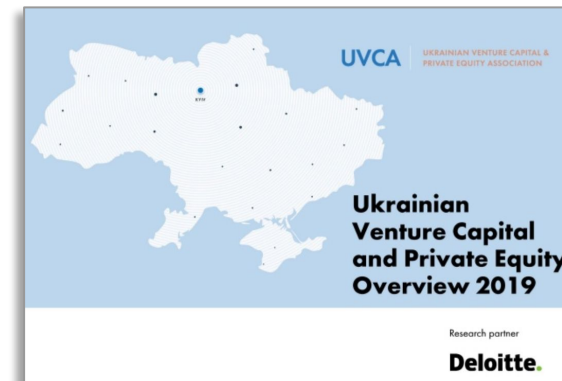 UVCA
UKRAINIAN VENTURE CAPITAL &
PRIVATE EQUITY ASSOCIATION
KYIV
Ukrainian
Venture Capital
and Private Equity
Overview 2019
Research partner
Deloitte.